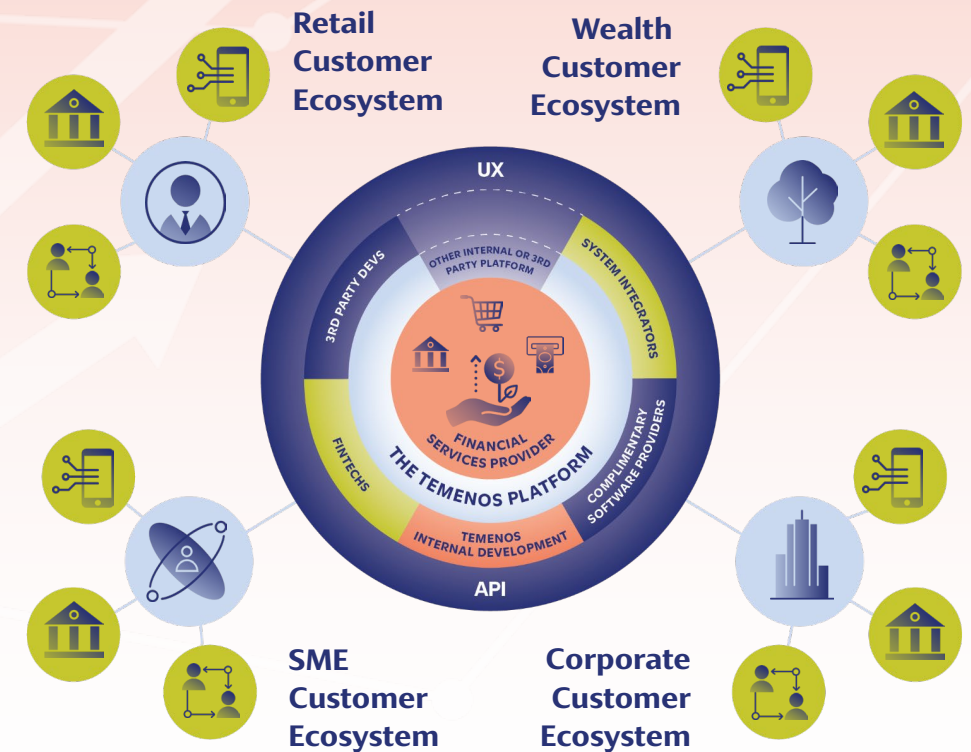 Retail
Customer
Ecosystem
Wealth
Customer
Ecosystem
UX
OTHER INTERNAL OR 3RD
PARTY PLATFORM
3RD PARTY DEVS
SYSTEM INTEGRATORS
$
FINANCIAL
SERVICES PROVIDER
THE TEMENOS PLATFORM
FINTECHS
COMPLIMENTARY
SOFTWARE PROVIDERS
TEMENOS
INTERNAL DEVELOPMENT
API
SME
Customer
Ecosystem
Corporate
Customer
Ecosystem